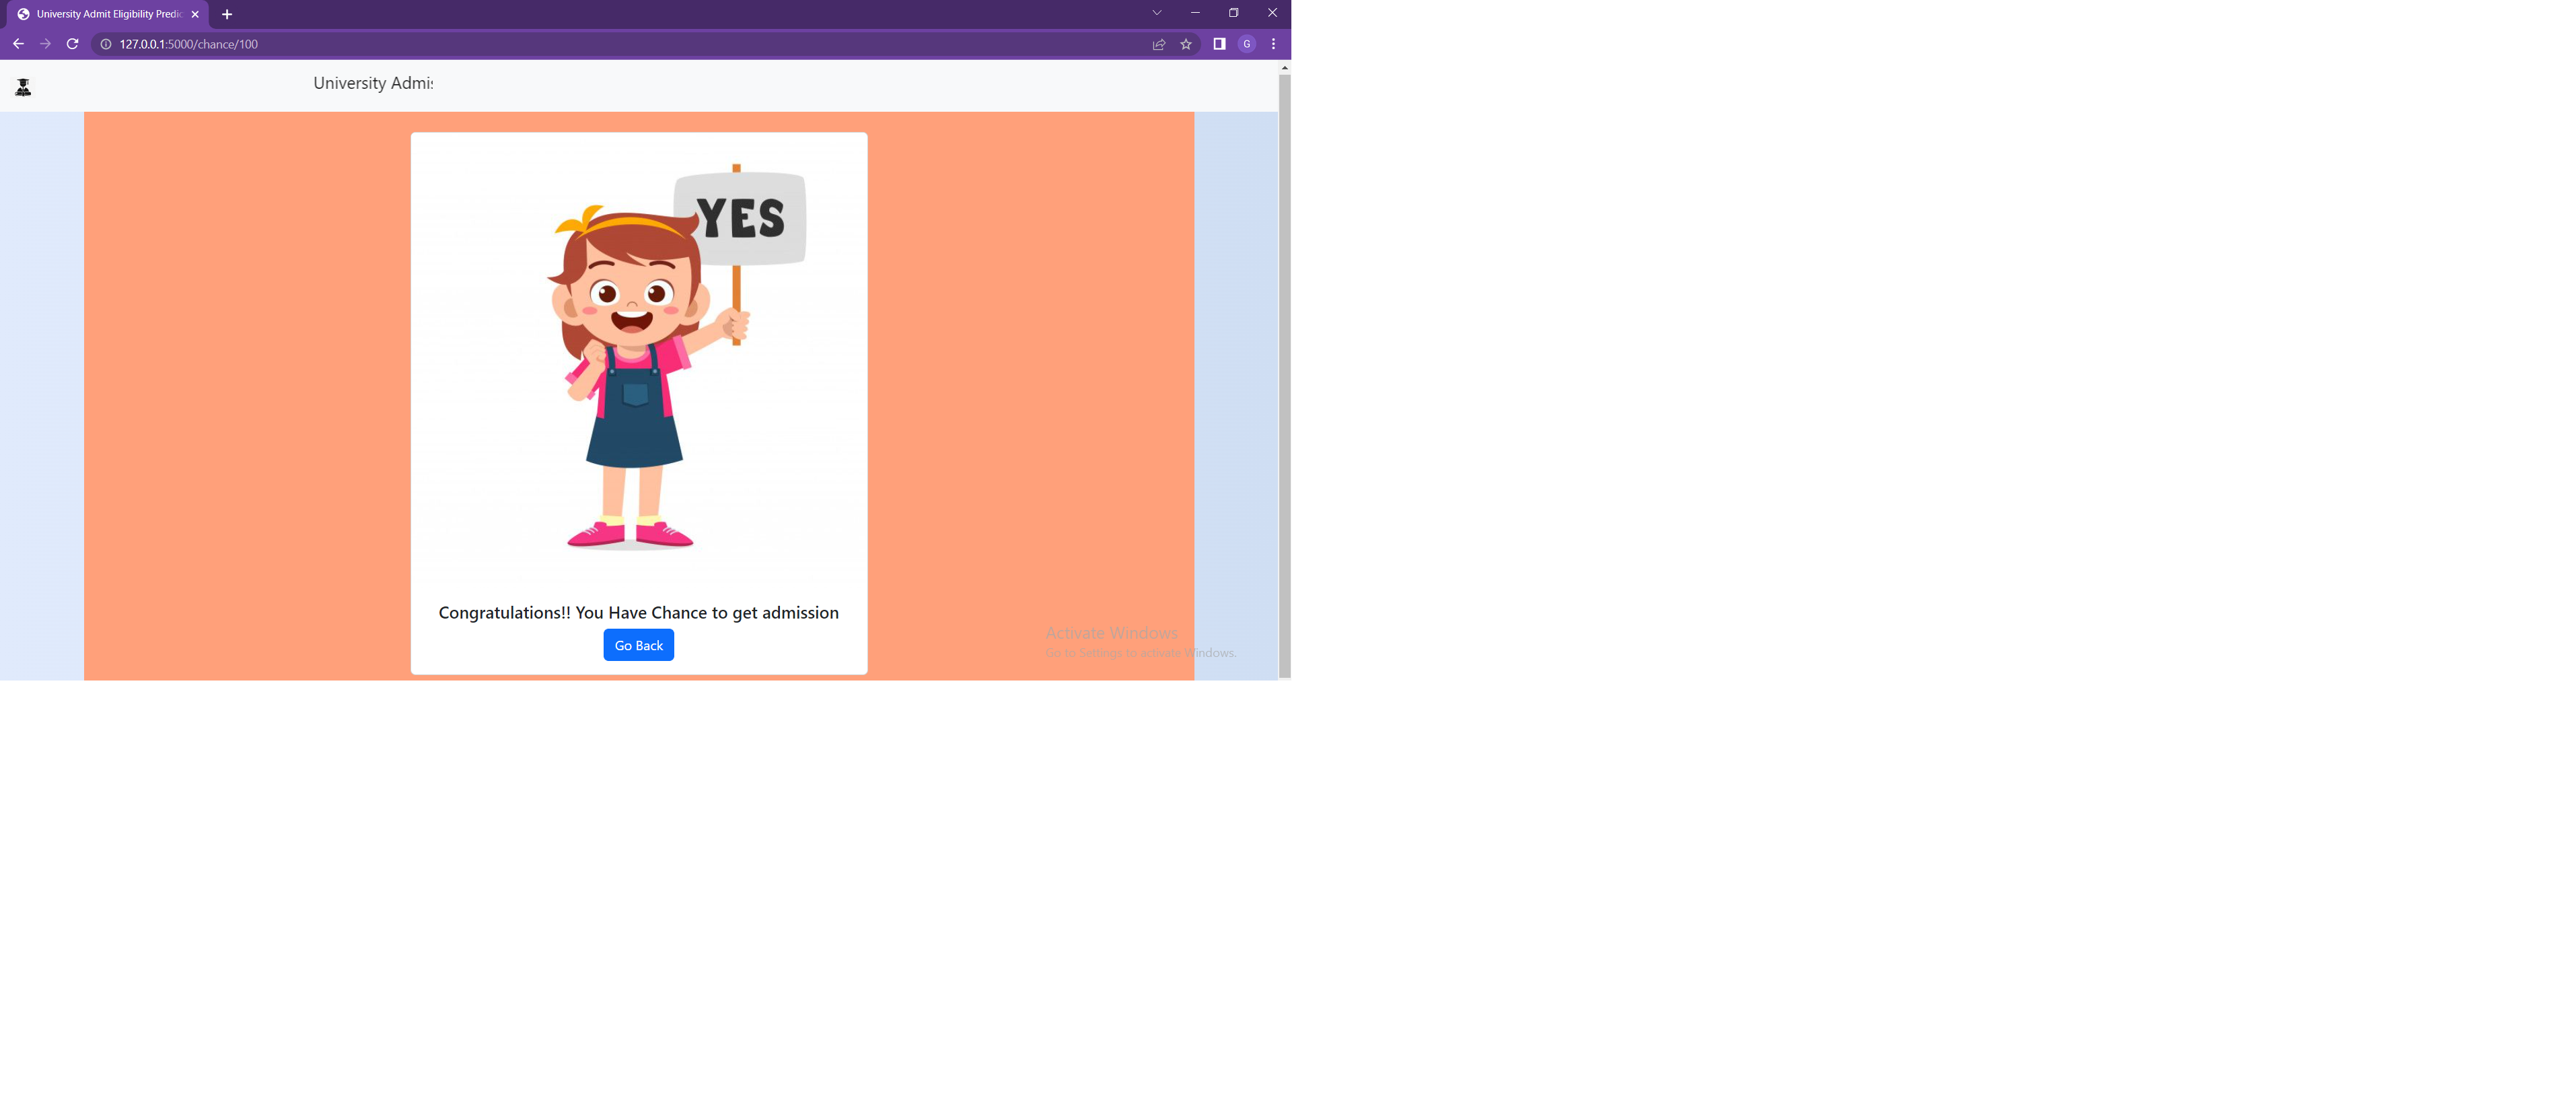 University Admit Eligibility Predic
127.0.0.1:5000/chance/100
G
University Admis
YES
Congratulations!! You Have Chance to get admission
Go Back
Activate Windows
Go to Settings to activate Windows.